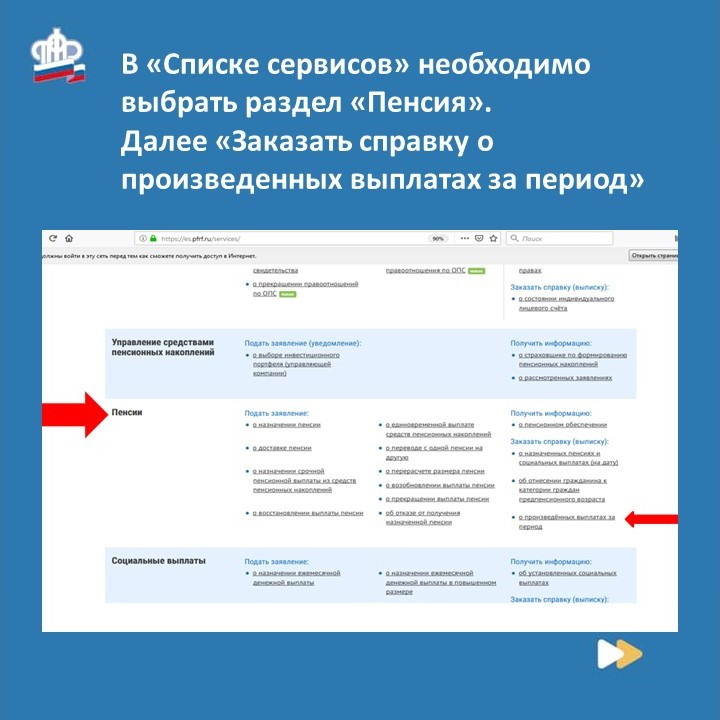 В «Списке сервисов» необходимо
выбрать раздел «Пенсия».
Далее «Заказать справку о
произведенных выплатах за период»
https://es.pfrf.ru/services/
90%
Поиск
должны войти в эту сеть перед тем как сможете получить доступ в Интернет.
Открыть страни
свидетельства
о прекращении правоотношений
по ОПС
правоотношения по ОПС
правах
Заказать справку (выписку):
о состоянии индивидуального
лицевого счёта
Управление средствами
пенсионных накоплений
Подать заявление (уведомление):
о выборе инвестиционного
портфеля (управляющей
компании)
Получить информацию:
о страховщике по формированию
пенсионных накоплений
о рассмотренных заявлениях
Пенсии
Подать заявление:
о назначении пенсии
о доставке пенсии
о назначении срочной
пенсионной выплаты из средств
пенсионных накоплений
о восстановлении выплаты пенсии
о единовременной выплате
средств пенсионных накоплений
о переводе с одной пенсии на
другую
о перерасчете размера пенсии
о возобновлении выплаты пенсии
о прекращении выплаты пенсии
об отказе от получения
назначенной пенсии
Получить информацию:
о пенсионном обеспечении
Заказать справку (выписку):
о назначенных пенсиях и
социальных выплатах (на дату)
об отнесении гражданина к
категории граждан
предпенсионного возраста
о произведённых выплатах за
период
Социальные выплаты
Подать заявление:
о назначении ежемесячной
денежной выплаты
о назначении ежемесячной
денежной выплаты в повышенном
размере
Получить информацию:
об установленных социальных
выплатах
Заказать справку (выписку):